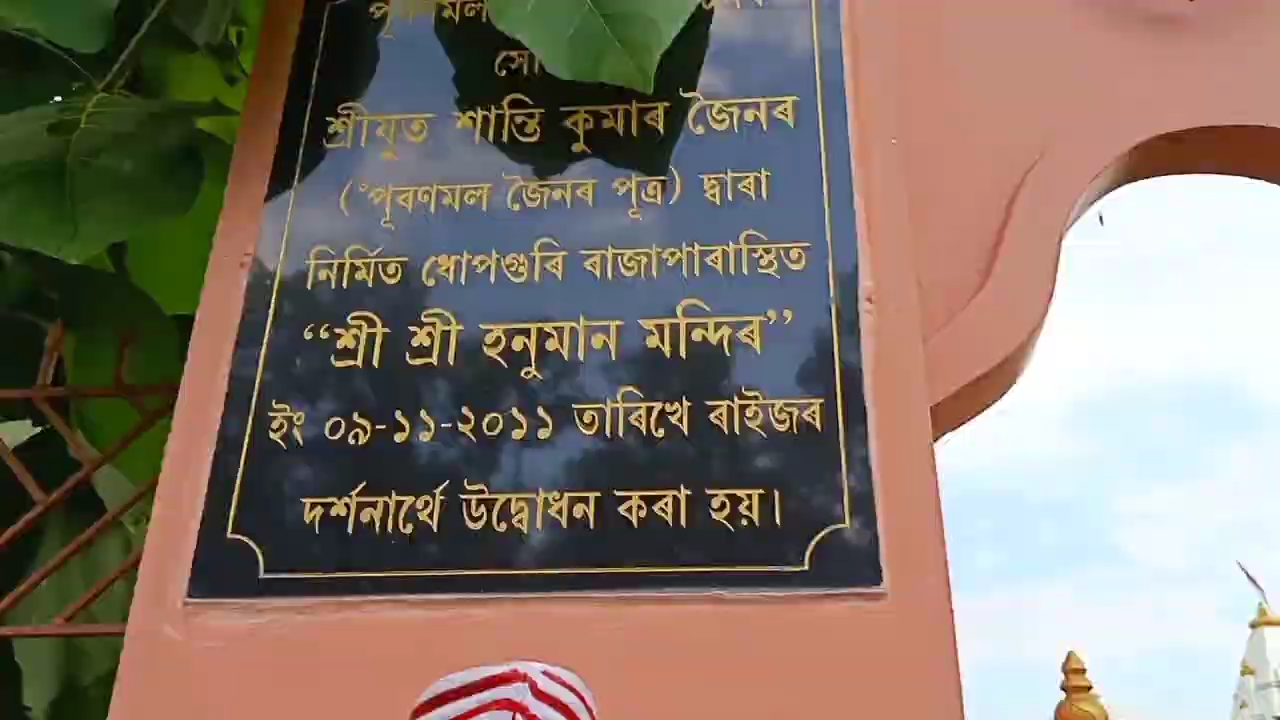 শ্ৰীযুত শান্তি কুমাৰ জৈনৰ
(পূৰণমল জৈনৰ পূত্ৰ) দ্বাৰা
নিৰ্মিত ধোপগুৰি ৰাজাপাৰাস্থিত
“শ্ৰী শ্ৰী হনুমান মন্দিৰ”
ইং ০৯-১১-২০১১ তাৰিখে ৰাইজৰ
দৰ্শনাৰ্থে উদ্বোধন কৰা হয়।